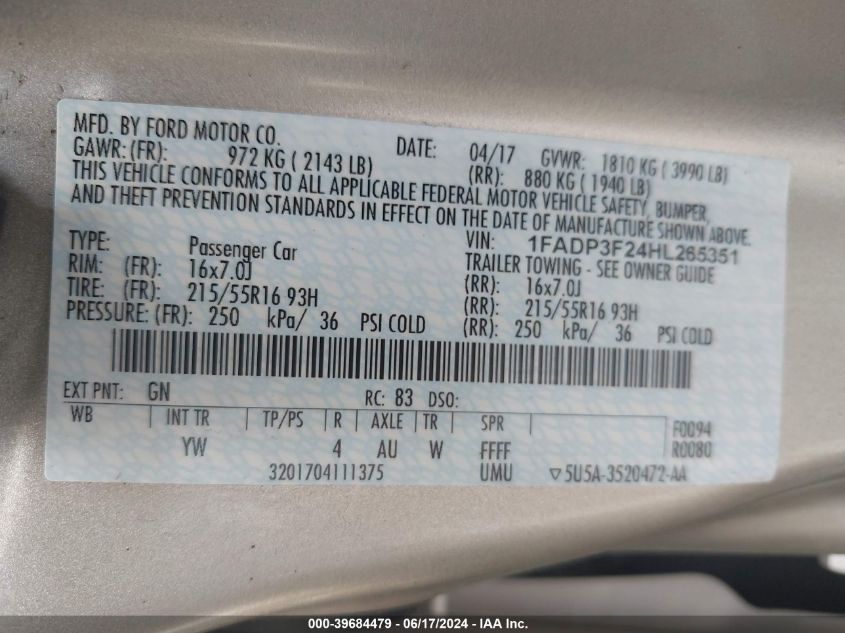 MFD. BY FORD MOTOR CO. DATE: 04/17 GVWR: 1810 KG ( 3990 LB)
GAWR: (FR): 972 KG ( 2143 LB) (RR): 880 KG ( 1940 LB)
THIS VEHICLE CONFORMS TO ALL APPLICABLE FEDERAL MOTOR VEHICLE SAFETY, BUMPER,
AND THEFT PREVENTION STANDARDS IN EFFECT ON THE DATE OF MANUFACTURE SHOWN ABOVE.
VIN: 1FADP3F24HL265351
TYPE: Passenger Car TRAILER TOWING - SEE OWNER GUIDE
RIM: (FR): 16x7.0J (RR): 16x7.0J
TIRE: (FR): 215/55R16 93H (RR): 215/55R16 93H
PRESSURE: (FR): 250 kPa/ 36 PSI COLD (RR): 250 kPa/ 36 PSI COLD
EXT PNT: GN RC: 83 DSO:
WB | INT TR | TP/PS | R | AXLE | TR | SPR F0094
YW 4 AU W FFFF R0080
3201704111375 UMU ▽5U5A-3520472-AA
000-39684479 - 06/17/2024 - IAA Inc.